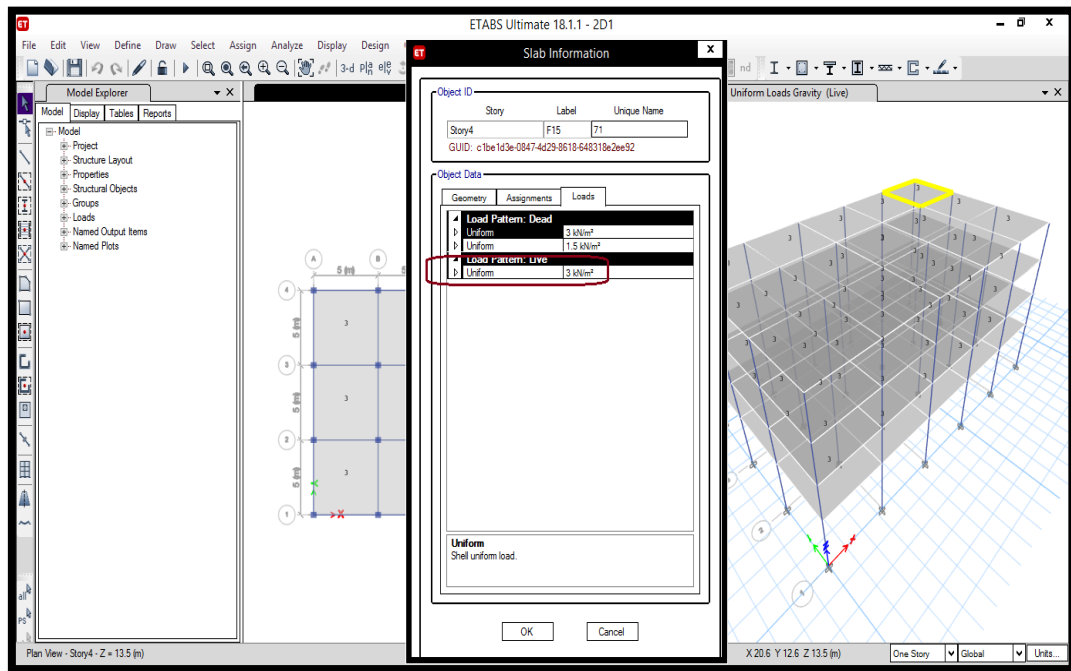 ETABS Ultimate 18.1.1 - 2D1
File Edit View Define Draw Select Assign Analyze Display Design
3-d
nd
Model Explorer
Model Display Tables Reports
Model
Project
Structure Layout
Properties
Structural Objects
Groups
Loads
Named Output Items
Named Plots
all
PS
A B
5 (m)
4
5 (m)
3
3
5 (m)
3
2
5 (m)
3
1
X
Slab Information
X
Object ID
Story Label Unique Name
Story4 F15 71
GUID: c1be1d3e-0847-4d29-8618-648318e2ee92
Object Data
Geometry Assignments Loads
Load Pattern: Dead
Uniform 3 kN/m²
Uniform 1.5 kN/m²
Load Pattern: Live
Uniform 3 kN/m²
Uniform
Shell uniform load.
OK Cancel
Uniform Loads Gravity (Live)
Plan View - Story4 - Z = 13.5 (m)
X 20.6 Y 12.6 Z 13.5 (m)
One Story Global Units...